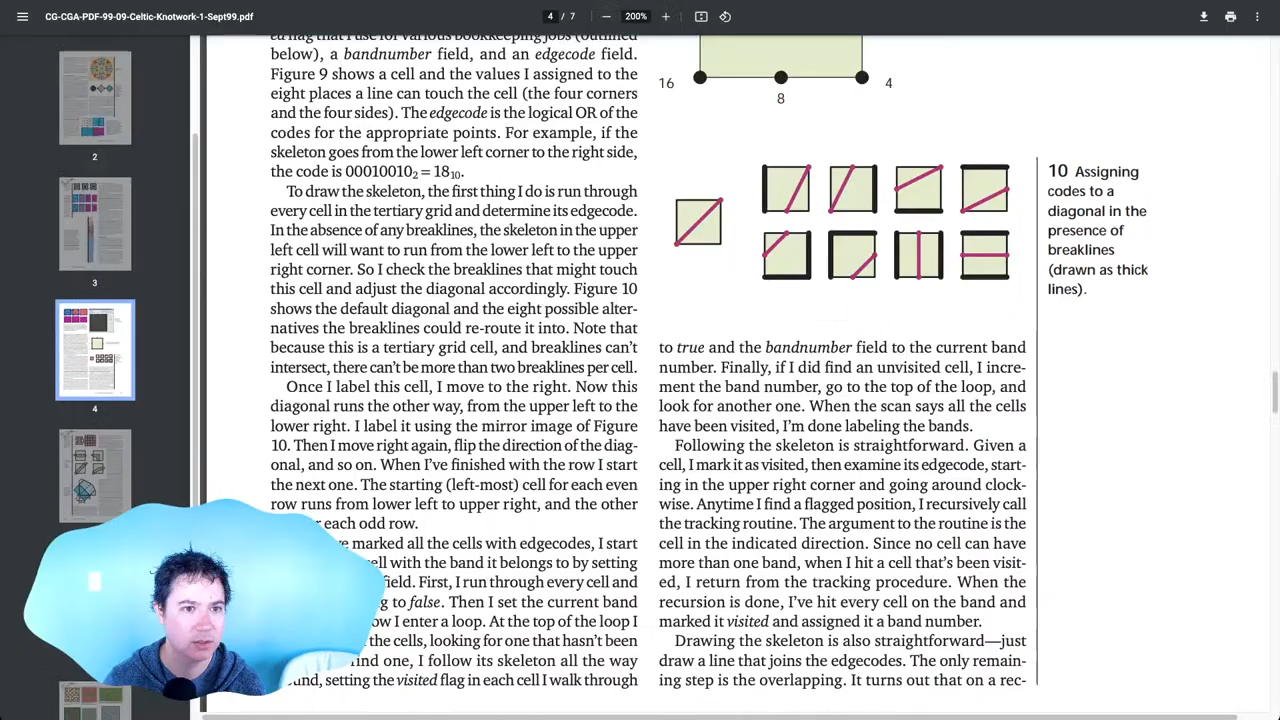 CG-CGA-PDF-99-09-Celtic-Knotwork-1-Sept99.pdf
4 / 7
200%
2
3
4
ed flag that I use for various bookkeeping jobs (outlined
below), a bandnumber field, and an edgecode field.
Figure 9 shows a cell and the values I assigned to the
eight places a line can touch the cell (the four corners
and the four sides). The edgecode is the logical OR of the
codes for the appropriate points. For example, if the
skeleton goes from the lower left corner to the right side,
the code is 00010010₂ = 18₁₀.
To draw the skeleton, the first thing I do is run through
every cell in the tertiary grid and determine its edgecode.
In the absence of any breaklines, the skeleton in the upper
left cell will want to run from the lower left to the upper
right corner. So I check the breaklines that might touch
this cell and adjust the diagonal accordingly. Figure 10
shows the default diagonal and the eight possible alter-
natives the breaklines could re-route it into. Note that
because this is a tertiary grid cell, and breaklines can't
intersect, there can't be more than two breaklines per cell.
Once I label this cell, I move to the right. Now this
diagonal runs the other way, from the upper left to the
lower right. I label it using the mirror image of Figure
10. Then I move right again, flip the direction of the diag-
onal, and so on. When I've finished with the row I start
the next one. The starting (left-most) cell for each even
row runs from lower left to upper right, and the other
each odd row.
marked all the cells with edgecodes, I start
cell with the band it belongs to by setting
field. First, I run through every cell and
to false. Then I set the current band
I enter a loop. At the top of the loop I
the cells, looking for one that hasn't been
find one, I follow its skeleton all the way
setting the visited flag in each cell I walk through
16
8
4
10 Assigning
codes to a
diagonal in the
presence of
breaklines
(drawn as thick
lines).
to true and the bandnumber field to the current band
number. Finally, if I did find an unvisited cell, I incre-
ment the band number, go to the top of the loop, and
look for another one. When the scan says all the cells
have been visited, I'm done labeling the bands.
Following the skeleton is straightforward. Given a
cell, I mark it as visited, then examine its edgecode, start-
ing in the upper right corner and going around clock-
wise. Anytime I find a flagged position, I recursively call
the tracking routine. The argument to the routine is the
cell in the indicated direction. Since no cell can have
more than one band, when I hit a cell that's been visit-
ed, I return from the tracking procedure. When the
recursion is done, I've hit every cell on the band and
marked it visited and assigned it a band number.
Drawing the skeleton is also straightforward—just
draw a line that joins the edgecodes. The only remain-
ing step is the overlapping. It turns out that on a rec-